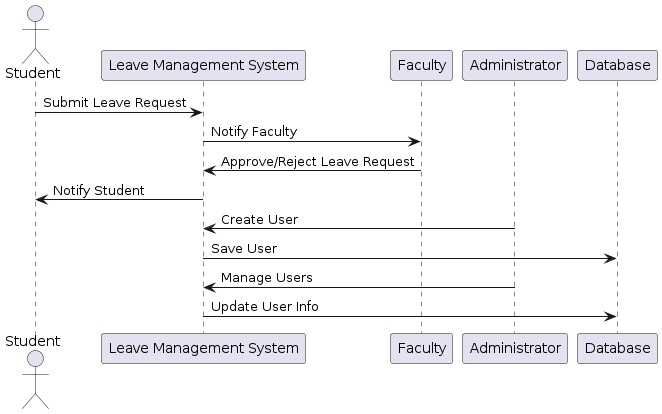 Student
Leave Management System
Faculty
Administrator
Database
Submit Leave Request
Notify Faculty
Approve/Reject Leave Request
Notify Student
Create User
Save User
Manage Users
Update User Info
Student
Leave Management System
Faculty
Administrator
Database